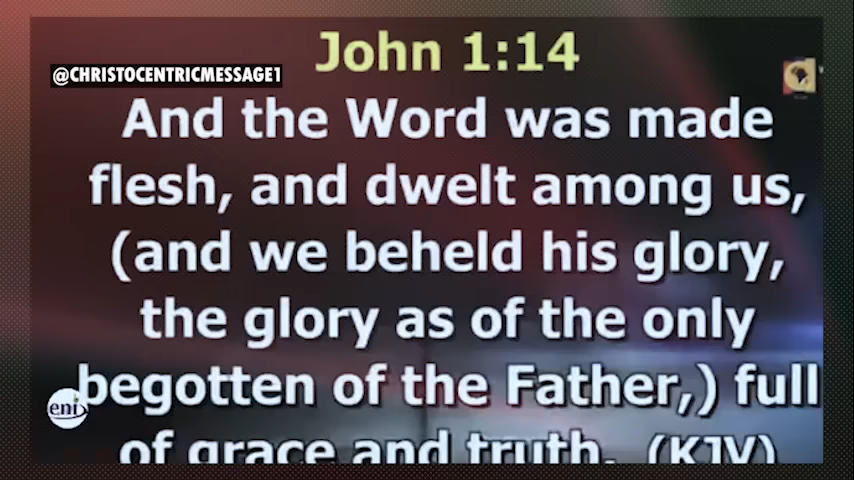 John 1:14
@CHRISTOCENTRICMESSAGE1
And the Word was made
flesh, and dwelt among us,
(and we beheld his glory,
the glory as of the only
begotten of the Father,) full
eni
of grace and truth. (KJV)